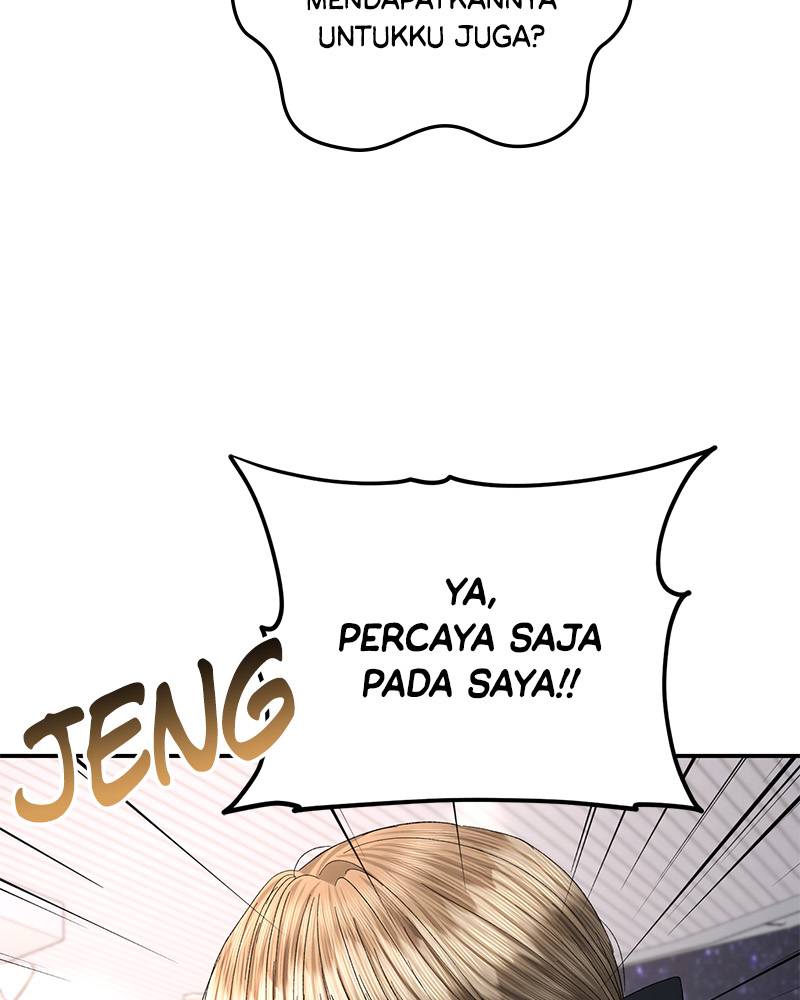 MENDAPATKANNYA
UNTUKKU JUGA?
YA,
PERCAYA SAJA
PADA SAYA!!
JENG